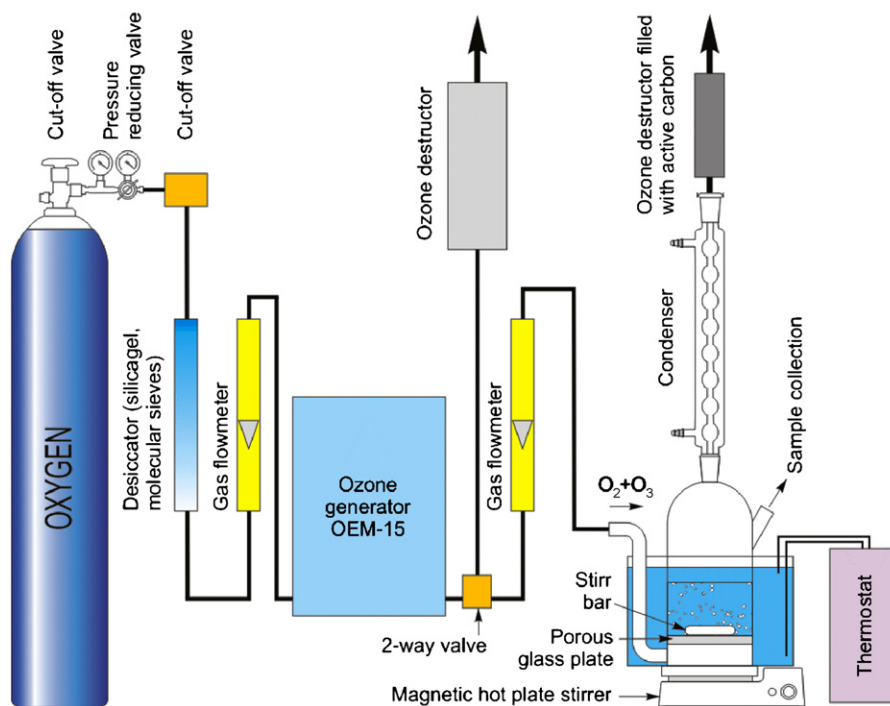 Cut-off valve
Pressure
reducing valve
Cut-off valve
OXYGEN
Desiccator (silicagel,
molecular sieves)
Gas flowmeter
Ozone
generator
OEM-15
Ozone destructor
2-way valve
Gas flowmeter
O₂+O₃
Ozone destructor filled
with active carbon
Condenser
Sample collection
Stirr
bar
Porous
glass plate
Magnetic hot plate stirrer
Thermostat